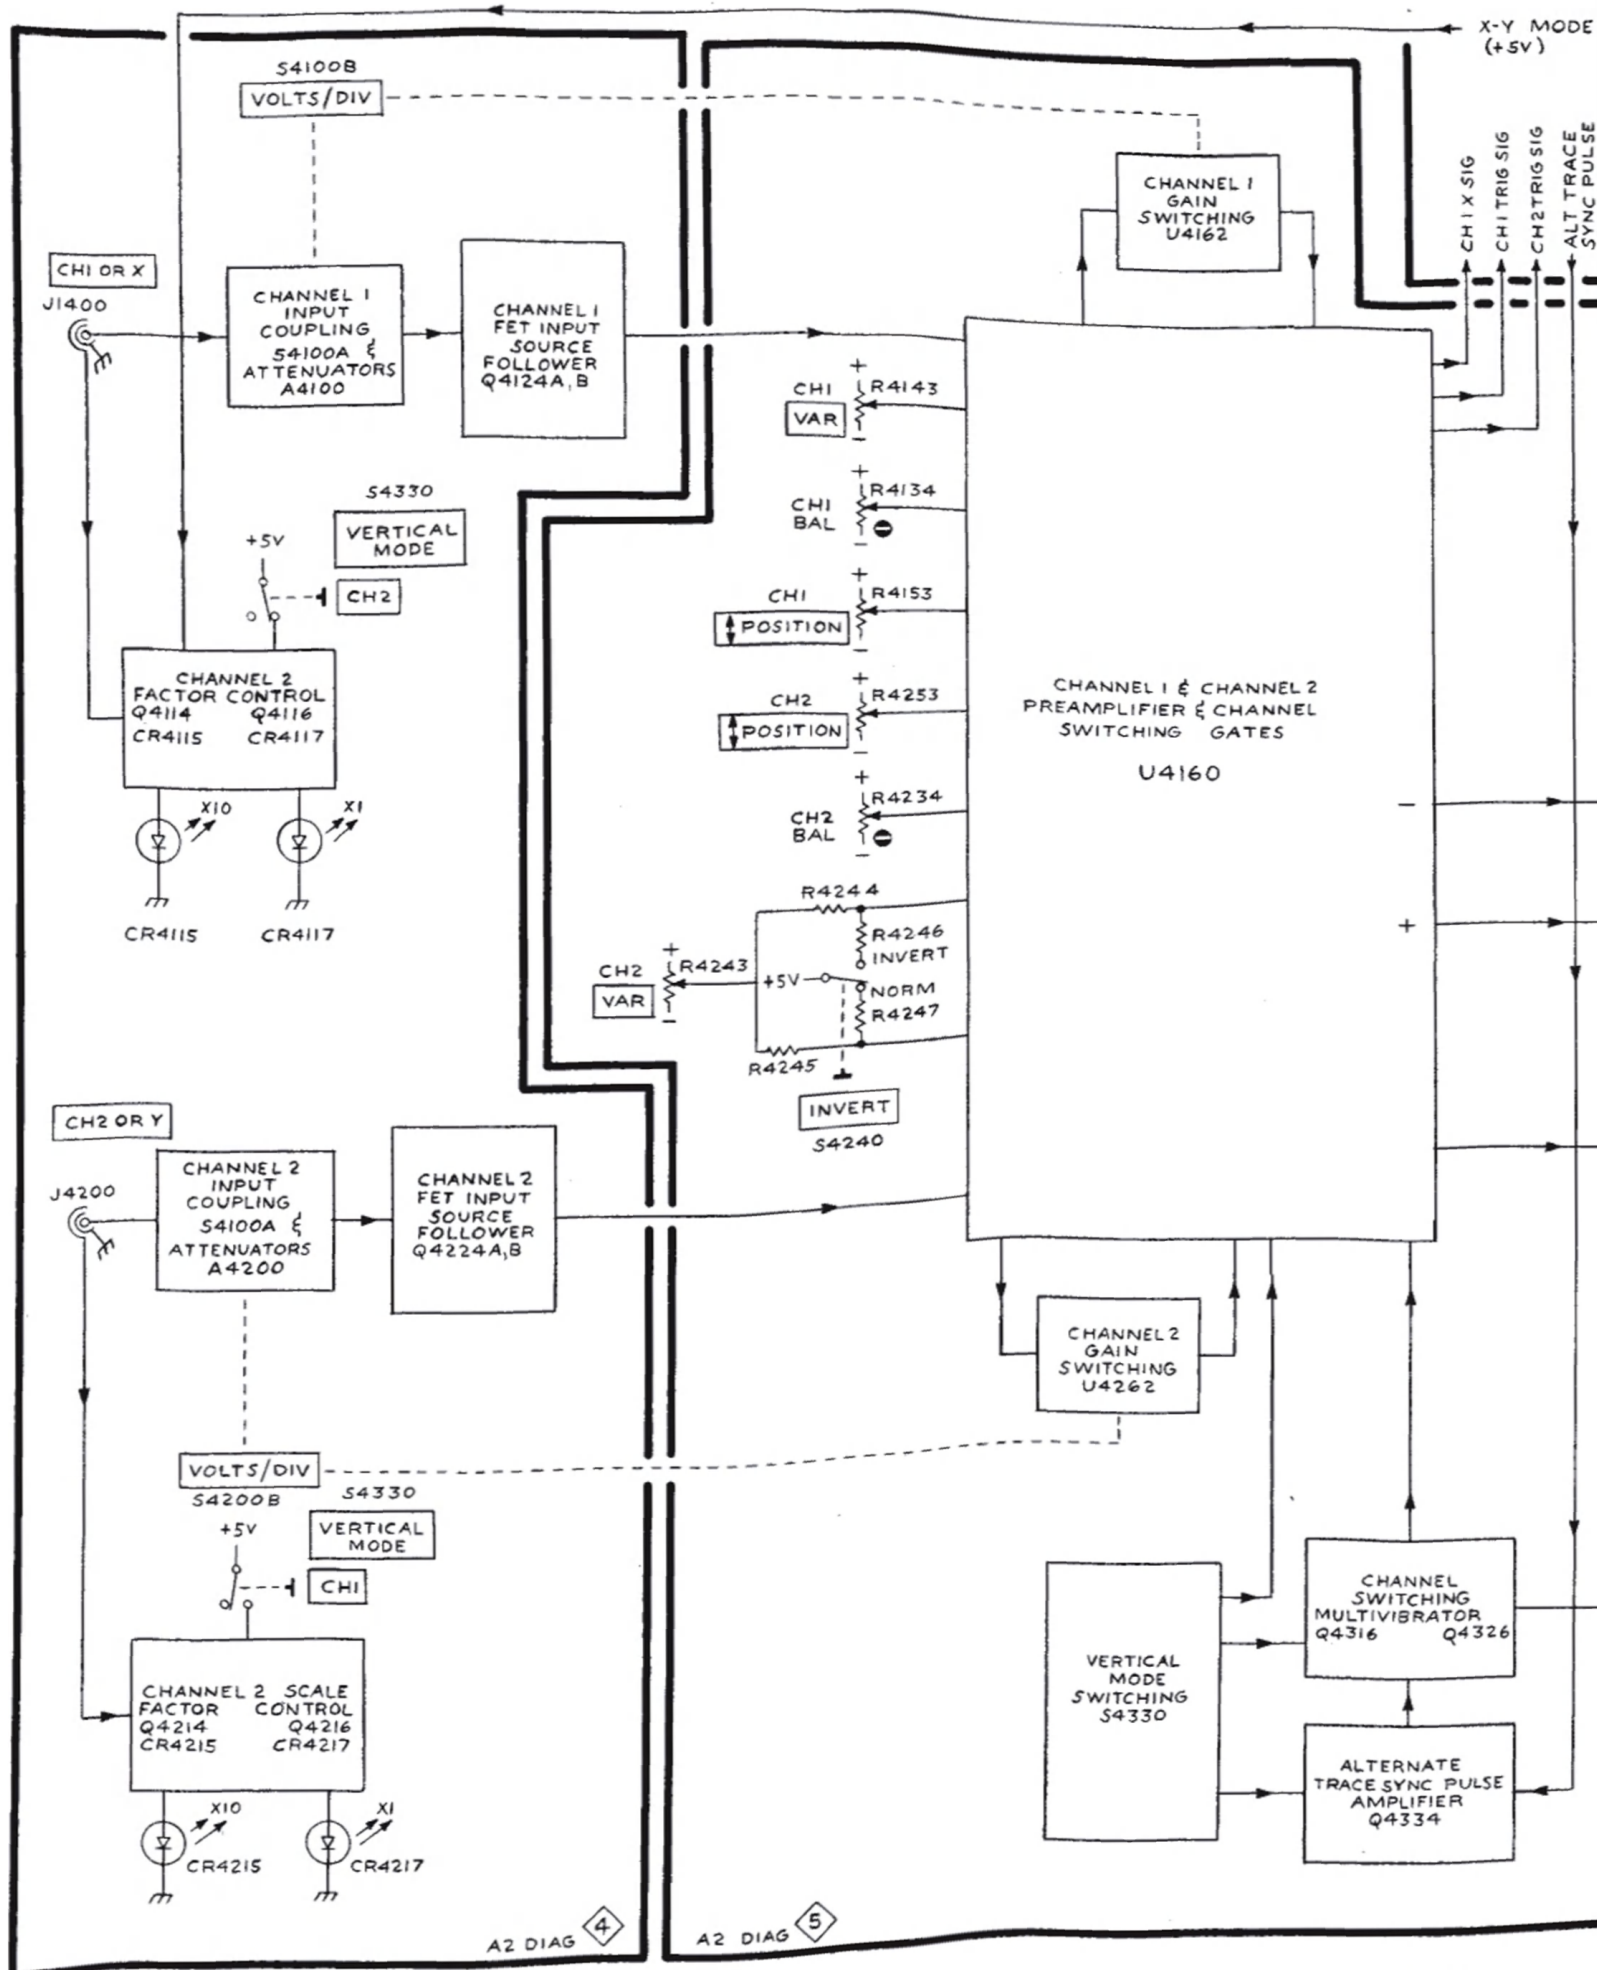 X-Y MODE
(+5V)
S4100B
VOLTS/DIV
CH1 X SIG
CH1 TRIG SIG
CH2 TRIG SIG
ALT TRACE
SYNC PULSE
CHANNEL 1
GAIN
SWITCHING
U4162
CH1 OR X
J1400
CHANNEL 1
INPUT
COUPLING
S4100A &
ATTENUATORS
A4100
CHANNEL 1
FET INPUT
SOURCE
FOLLOWER
Q4124A,B
+
CH1
VAR
R4143
−
+
CH1
BAL
R4134
−
+
CH1
POSITION
R4153
−
+
CH2
POSITION
R4253
−
+
CH2
BAL
R4234
−
S4330
VERTICAL
MODE
+5V
CH2
CHANNEL 2
FACTOR CONTROL
Q4114 Q4116
CR4115 CR4117
X10
X1
CR4115
CR4117
CHANNEL 1 & CHANNEL 2
PREAMPLIFIER & CHANNEL
SWITCHING GATES
U4160
−
+
R4244
R4246
INVERT
+
CH2
VAR
R4243
−
+5V
NORM
R4247
R4245
INVERT
S4240
CH2 OR Y
J4200
CHANNEL 2
INPUT
COUPLING
S4100A &
ATTENUATORS
A4200
CHANNEL 2
FET INPUT
SOURCE
FOLLOWER
Q4224A,B
CHANNEL 2
GAIN
SWITCHING
U4262
VOLTS/DIV
S4200B
S4330
+5V
VERTICAL
MODE
CH1
CHANNEL 2 SCALE
FACTOR CONTROL
Q4214 Q4216
CR4215 CR4217
X10
X1
CR4215
CR4217
VERTICAL
MODE
SWITCHING
S4330
CHANNEL
SWITCHING
MULTIVIBRATOR
Q4316 Q4326
ALTERNATE
TRACE SYNC PULSE
AMPLIFIER
Q4334
A2 DIAG 4
A2 DIAG 5